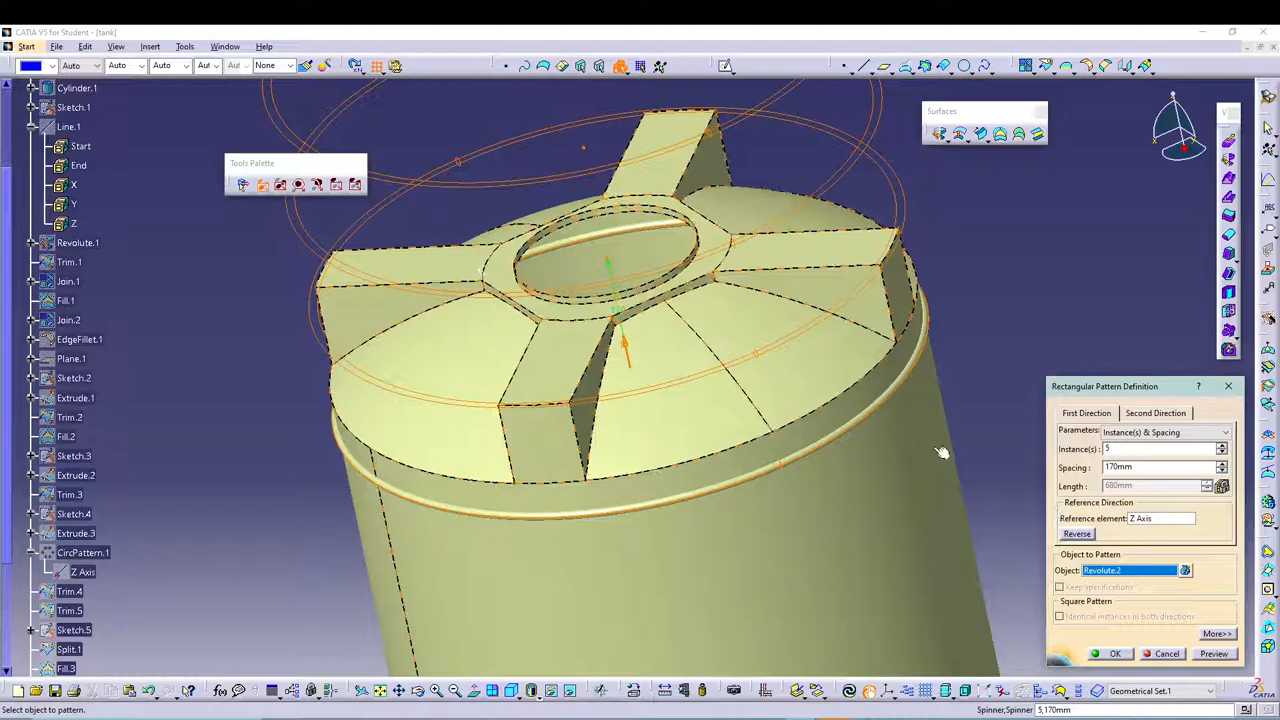 CATIA V5 for Student - [tank]
Start File Edit View Insert Tools Window Help
Auto Auto Auto Aut Aut None
Cylinder.1
Sketch.1
Line.1
Start
End
X
Y
Z
Revolute.1
Trim.1
Join.1
Fill.1
Join.2
EdgeFillet.1
Plane.1
Sketch.2
Extrude.1
Trim.2
Fill.2
Sketch.3
Extrude.2
Trim.3
Sketch.4
Extrude.3
CircPattern.1
Z Axis
Trim.4
Trim.5
Sketch.5
Split.1
Fill.3
Tools Palette
Surfaces
V
Rectangular Pattern Definition ?
First Direction Second Direction
Parameters: Instance(s) & Spacing
Instance(s) : 5
Spacing : 170mm
Length : 680mm
Reference Direction
Reference element: Z Axis
Reverse
Object to Pattern
Object: Revolute.2
Keep specifications
Square Pattern
Identical instances in both directions
More>>
OK Cancel Preview
Geometrical Set.1
Select object to pattern. Spinner,Spinner 5,170mm